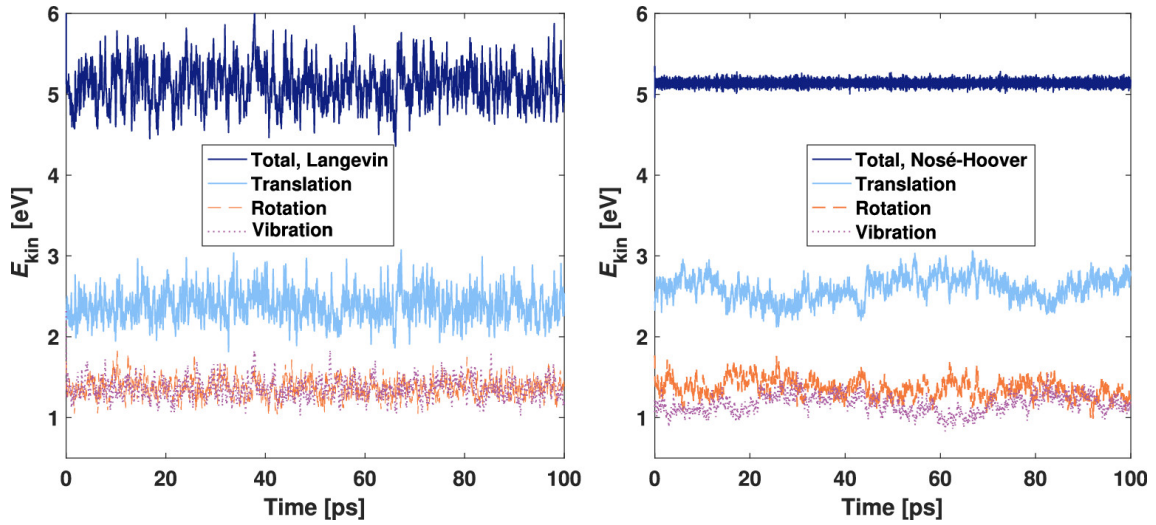 6
5
4
3
2
1
E_kin [eV]
Total, Langevin
Translation
Rotation
Vibration
0
20
40
60
80
100
Time [ps]
6
5
4
3
2
1
E_kin [eV]
Total, Nosé-Hoover
Translation
Rotation
Vibration
0
20
40
60
80
100
Time [ps]